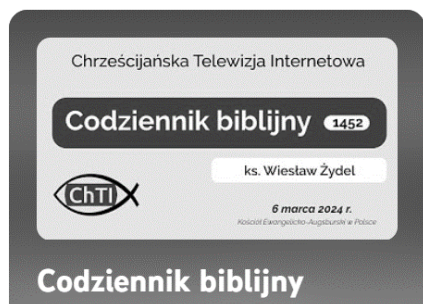 Chrześcijańska Telewizja Internetowa
Codziennik biblijny 1452
ks. Wiesław Żydel
ChTI
6 marca 2024 r.
Kościół Ewangelicko-Augsburski w Polsce
Codziennik biblijny